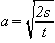 a = √(2s/t)